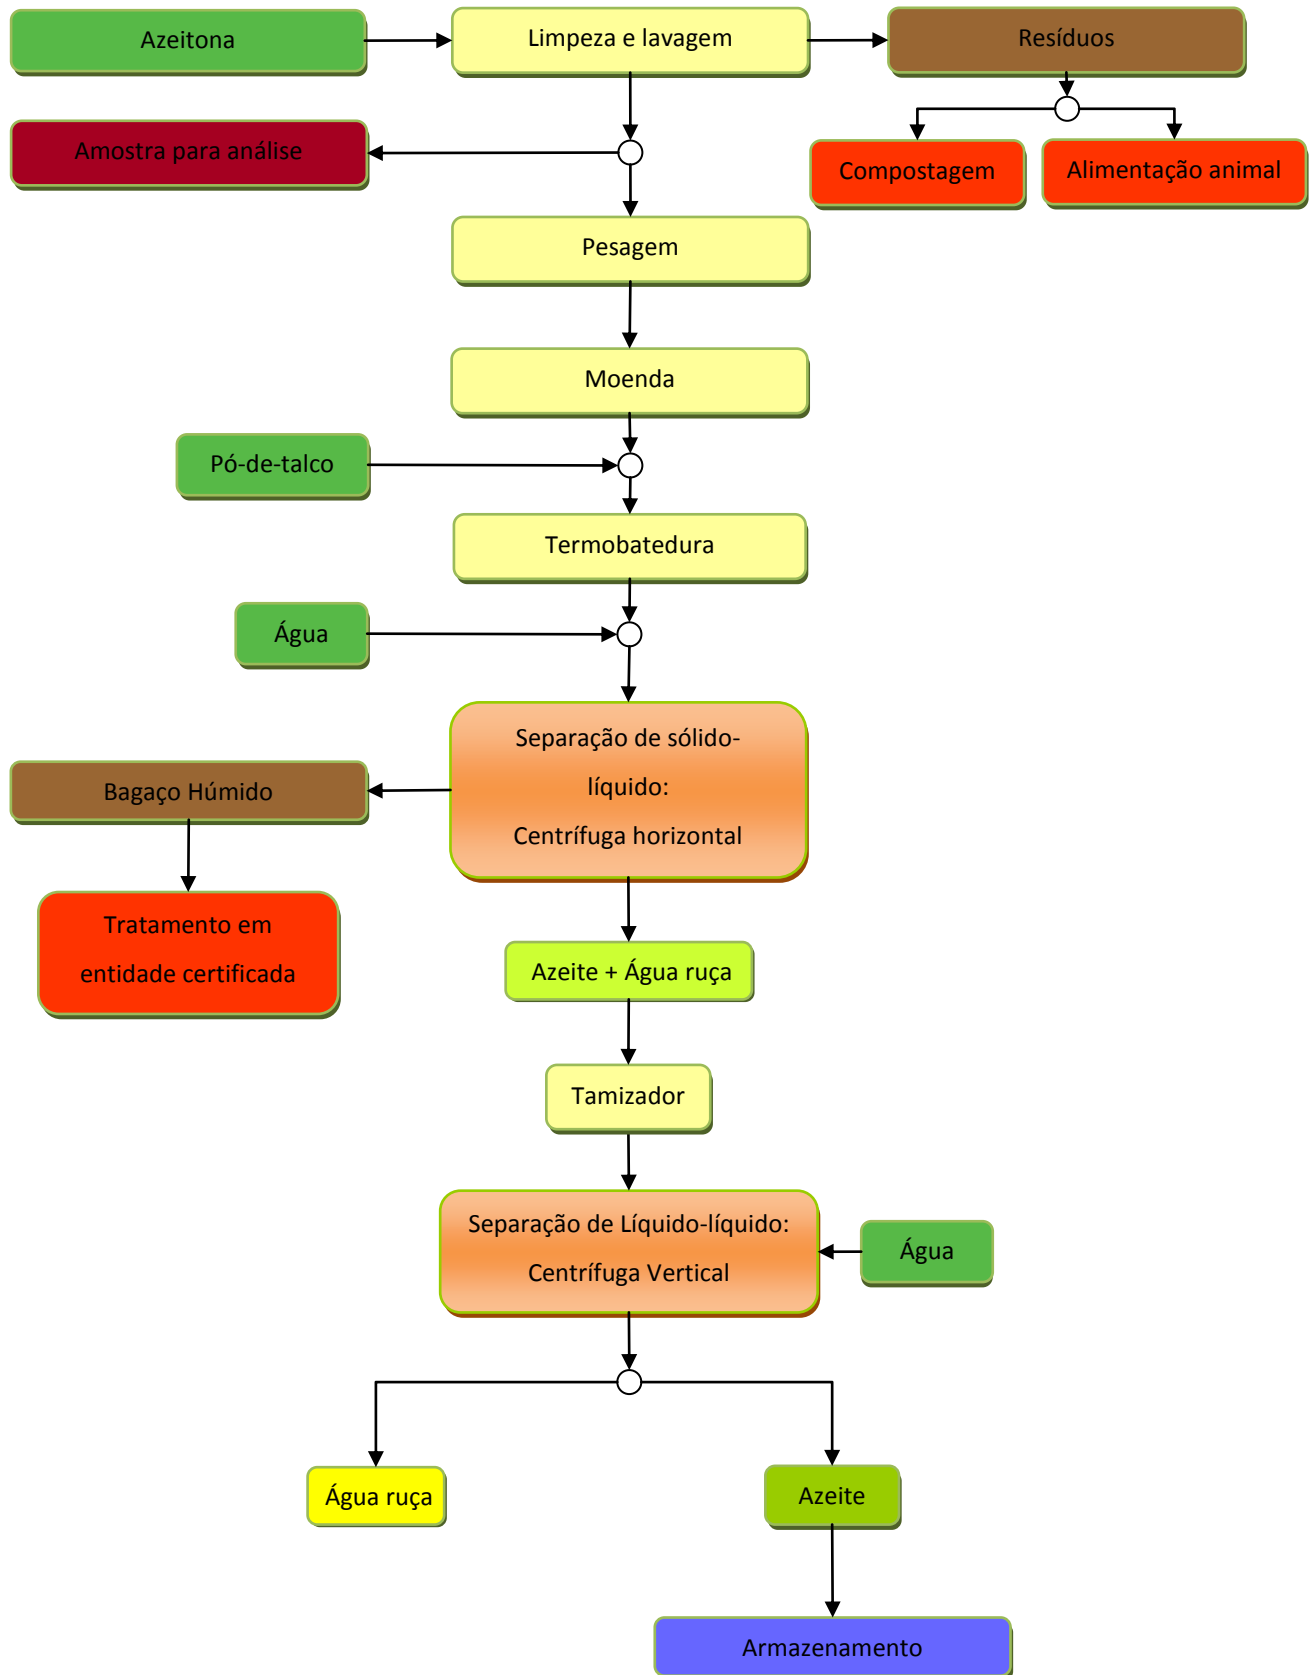 Azeitona
Limpeza e lavagem
Resíduos
Amostra para análise
Compostagem
Alimentação animal
Pesagem
Moenda
Pó-de-talco
Termobatedura
Água
Separação de sólido-
líquido:
Centrífuga horizontal
Bagaço Húmido
Tratamento em
entidade certificada
Azeite + Água ruça
Tamizador
Separação de Líquido-líquido:
Centrífuga Vertical
Água
Água ruça
Azeite
Armazenamento